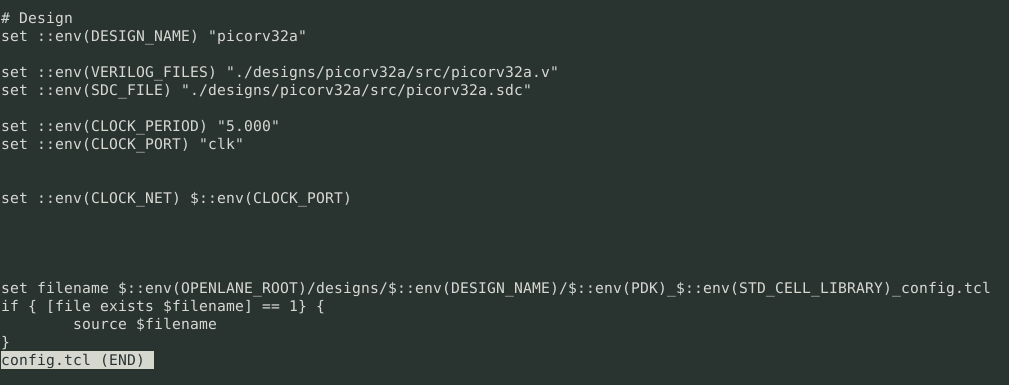 # Design
set ::env(DESIGN_NAME) "picorv32a"
set ::env(VERILOG_FILES) "./designs/picorv32a/src/picorv32a.v"
set ::env(SDC_FILE) "./designs/picorv32a/src/picorv32a.sdc"
set ::env(CLOCK_PERIOD) "5.000"
set ::env(CLOCK_PORT) "clk"
set ::env(CLOCK_NET) $::env(CLOCK_PORT)
set filename $::env(OPENLANE_ROOT)/designs/$::env(DESIGN_NAME)/$::env(PDK)_$::env(STD_CELL_LIBRARY)_config.tcl
if { [file exists $filename] == 1} {
        source $filename
}
config.tcl (END)